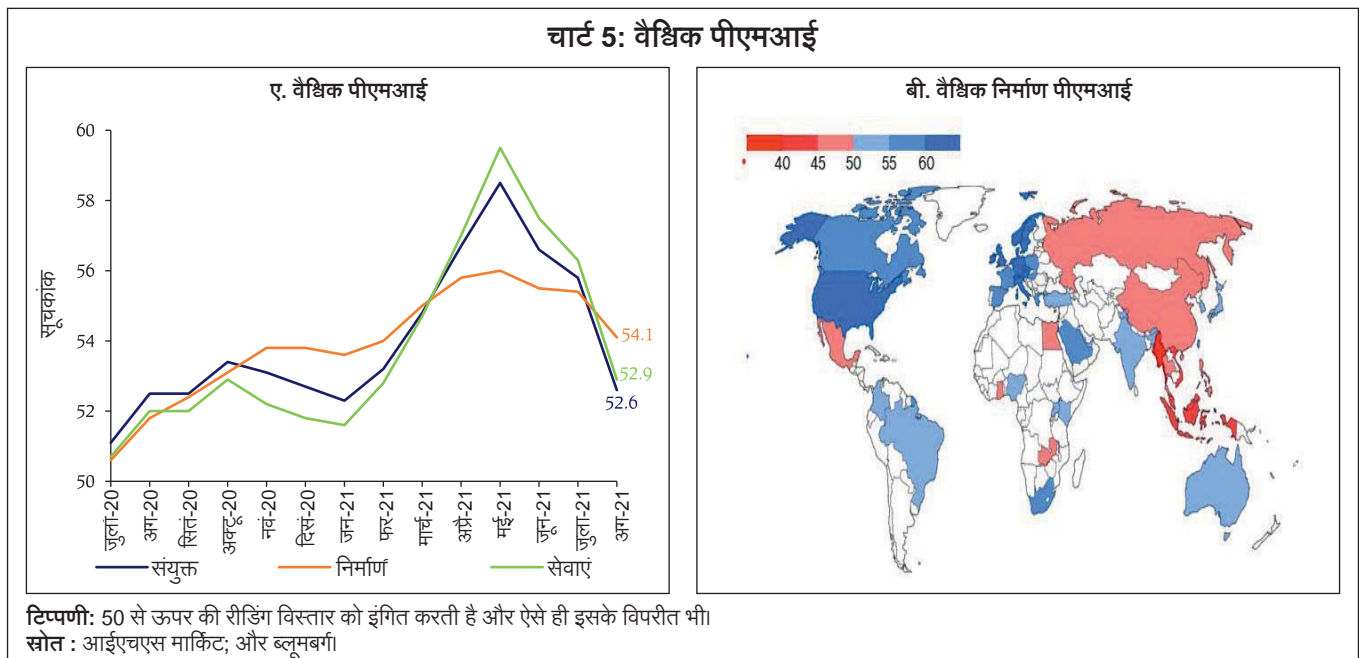 चार्ट 5: वैश्विक पीएमआई
ए. वैश्विक पीएमआई
सूचकांक
60
58
56
54
52
50
54.1
52.9
52.6
जुला-20
अग-20
सितं-20
अक्टू-20
नवं-20
दिसं-20
जन-21
फर-21
मार्च-21
अप्रै-21
मई-21
जून-21
जुला-21
अग-21
संयुक्त
निर्माण
सेवाएं
बी. वैश्विक निर्माण पीएमआई
40 45 50 55 60
टिप्पणी: 50 से ऊपर की रीडिंग विस्तार को इंगित करती है और ऐसे ही इसके विपरीत भी।
स्रोत : आईएचएस मार्किट; और ब्लूमबर्ग।